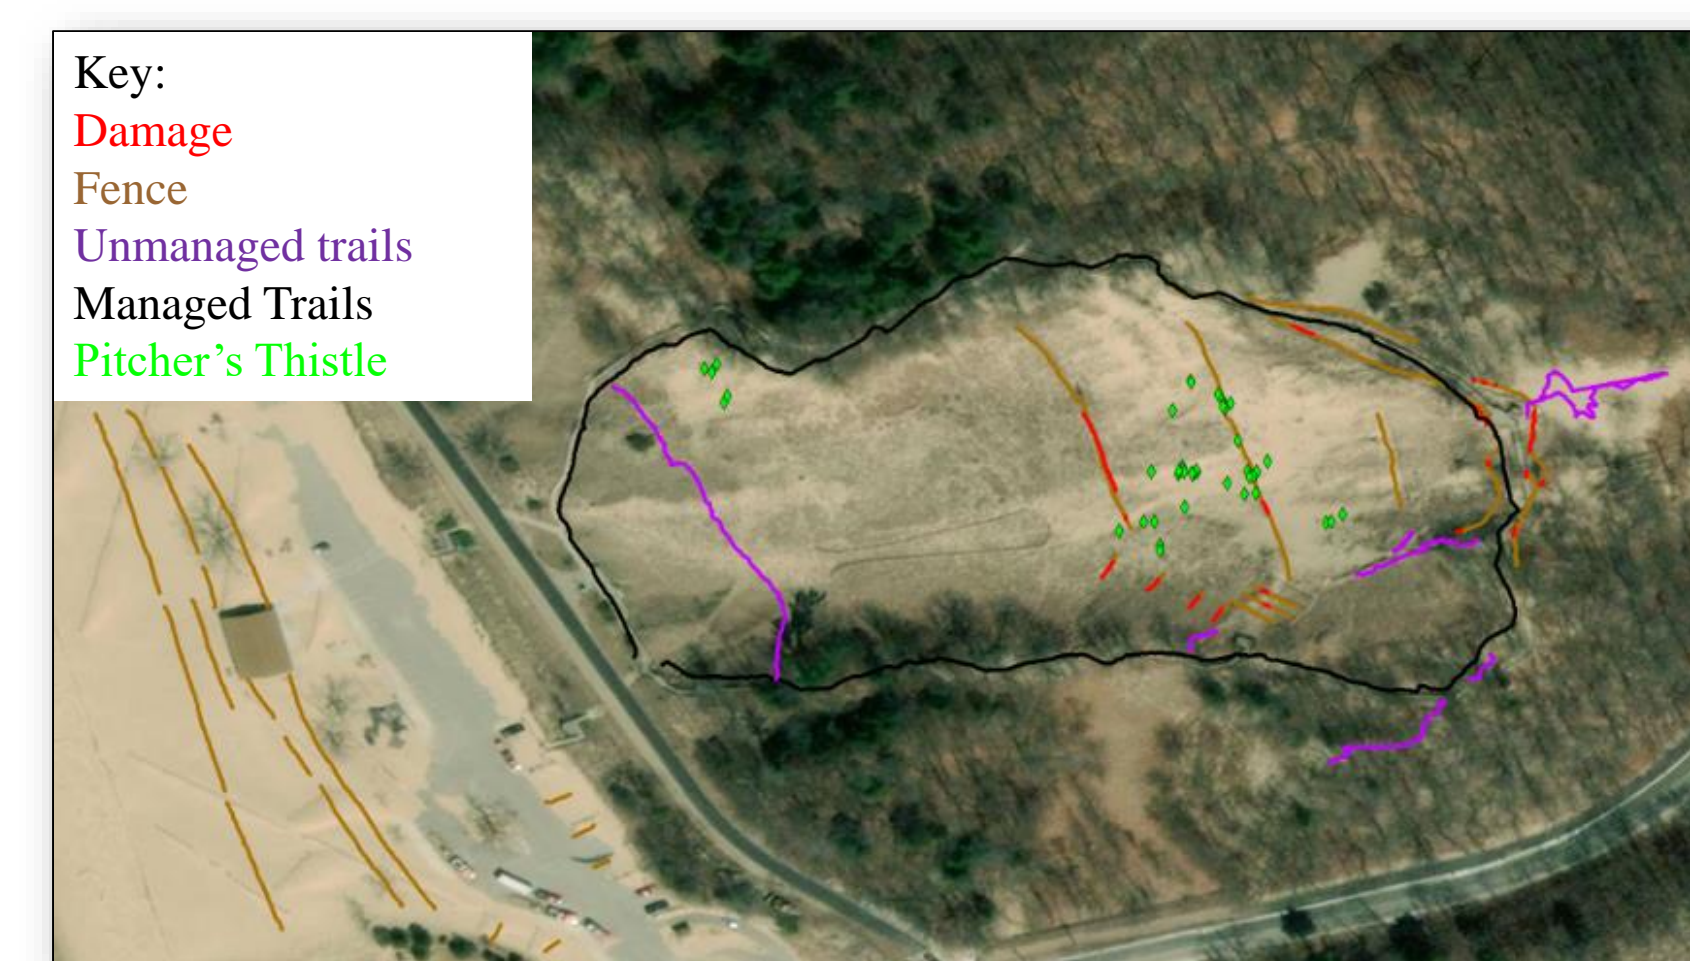 Key:
Damage
Fence
Unmanaged trails
Managed Trails
Pitcher’s Thistle